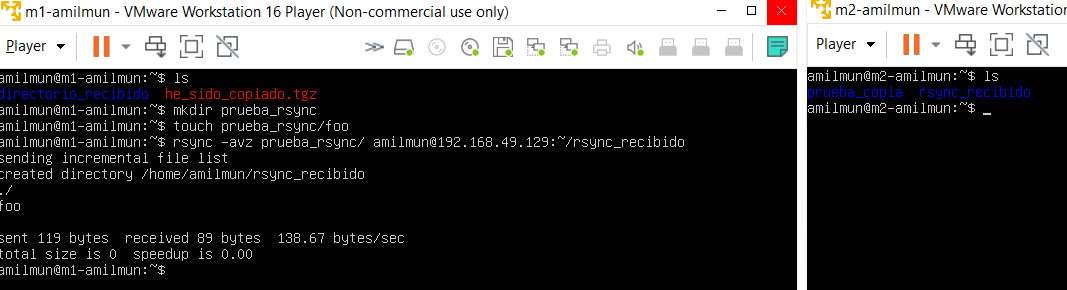 m1-amilmun - VMware Workstation 16 Player (Non-commercial use only)
Player
amilmun@m1-amilmun:~$ ls
directorio_recibido  he_sido_copiado.tgz
amilmun@m1-amilmun:~$ mkdir prueba_rsync
amilmun@m1-amilmun:~$ touch prueba_rsync/foo
amilmun@m1-amilmun:~$ rsync -avz prueba_rsync/ amilmun@192.168.49.129:~/rsync_recibido
sending incremental file list
created directory /home/amilmun/rsync_recibido
./
foo

sent 119 bytes  received 89 bytes  138.67 bytes/sec
total size is 0  speedup is 0.00
amilmun@m1-amilmun:~$
m2-amilmun - VMware Workstation
Player
amilmun@m2-amilmun:~$ ls
prueba_copia  rsync_recibido
amilmun@m2-amilmun:~$ _